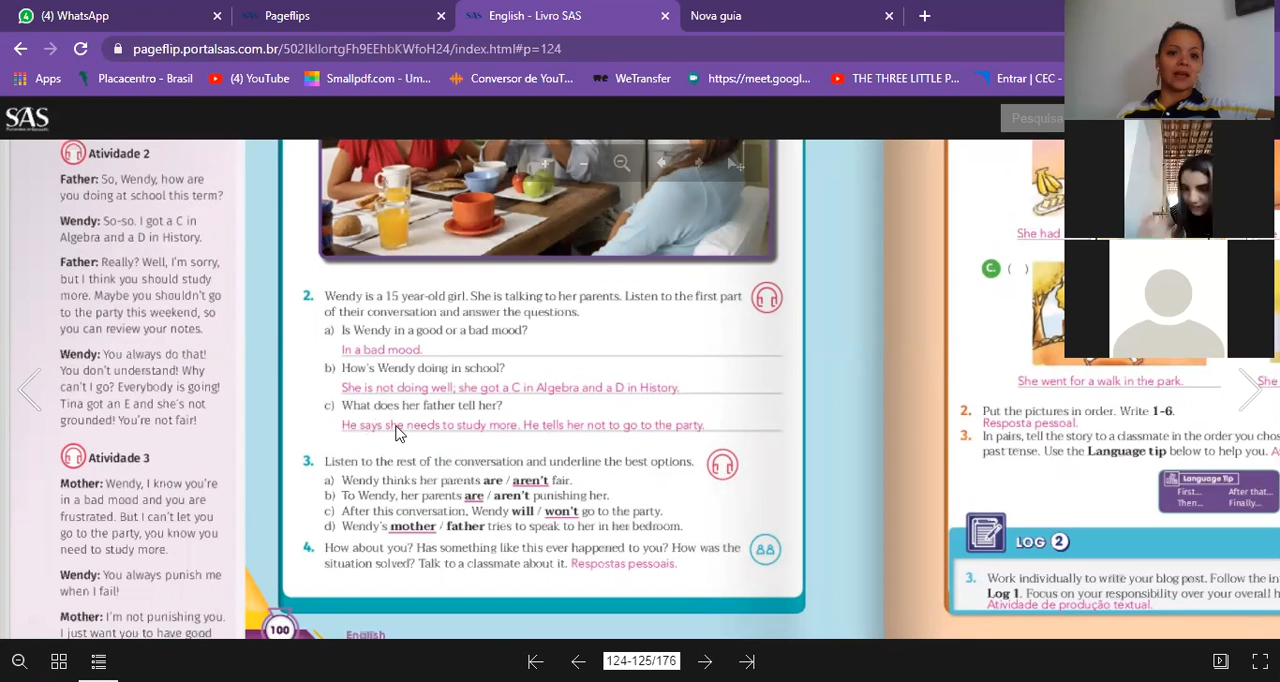 (4) WhatsApp
Pageflips
English - Livro SAS
Nova guia
pageflip.portalsas.com.br/502IkllortgFh9EEhbKWfoH24/index.html#p=124
Apps
Placacentro - Brasil
(4) YouTube
Smallpdf.com - Um...
Conversor de YouT...
WeTransfer
https://meet.googl...
THE THREE LITTLE P...
Entrar | CEC -
SAS
Pesquisa
Atividade 2
Father: So, Wendy, how are
you doing at school this term?
Wendy: So-so. I got a C in
Algebra and a D in History.
Father: Really? Well, I'm sorry,
but I think you should study
more. Maybe you shouldn't go
to the party this weekend, so
you can review your notes.
Wendy: You always do that!
You don't understand! Why
can't I go? Everybody is going!
Tina got an E and she's not
grounded! You're not fair!
Atividade 3
Mother: Wendy, I know you're
in a bad mood and you are
frustrated. But I can't let you
go to the party, you know you
need to study more.
Wendy: You always punish me
when I fail!
Mother: I'm not punishing you.
I just want you to have good
2. Wendy is a 15 year-old girl. She is talking to her parents. Listen to the first part
of their conversation and answer the questions.
a) Is Wendy in a good or a bad mood?
In a bad mood.
b) How's Wendy doing in school?
She is not doing well; she got a C in Algebra and a D in History.
c) What does her father tell her?
He says she needs to study more. He tells her not to go to the party.
3. Listen to the rest of the conversation and underline the best options.
a) Wendy thinks her parents are / aren't fair.
b) To Wendy, her parents are / aren't punishing her.
c) After this conversation, Wendy will / won't go to the party.
d) Wendy's mother / father tries to speak to her in her bedroom.
4. How about you? Has something like this ever happened to you? How was the
situation solved? Talk to a classmate about it. Respostas pessoais.
100
English
She had
C. ( )
She went for a walk in the park.
She
2. Put the pictures in order. Write 1-6.
Resposta pessoal.
3. In pairs, tell the story to a classmate in the order you chos
past tense. Use the Language tip below to help you. A
Language Tip
First... After that...
Then... Finally...
LOG 2
3. Work individually to write your blog post. Follow the in
Log 1. Focus on your responsibility over your overall h
Atividade de produção textual.
124-125/176